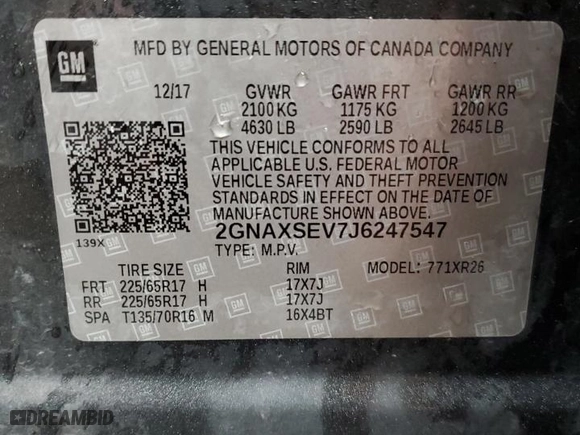 GM
MFD BY GENERAL MOTORS OF CANADA COMPANY
12/17 GVWR GAWR FRT GAWR RR
2100 KG 1175 KG 1200 KG
4630 LB 2590 LB 2645 LB
THIS VEHICLE CONFORMS TO ALL
APPLICABLE U.S. FEDERAL MOTOR
VEHICLE SAFETY AND THEFT PREVENTION
STANDARDS IN EFFECT ON THE DATE OF
MANUFACTURE SHOWN ABOVE.
139X 2GNAXSEV7J6247547
TYPE: M.P.V.
TIRE SIZE RIM MODEL: 771XR26
FRT 225/65R17 H 17X7J
RR 225/65R17 H 17X7J
SPA T135/70R16 M 16X4BT
DREAMBID